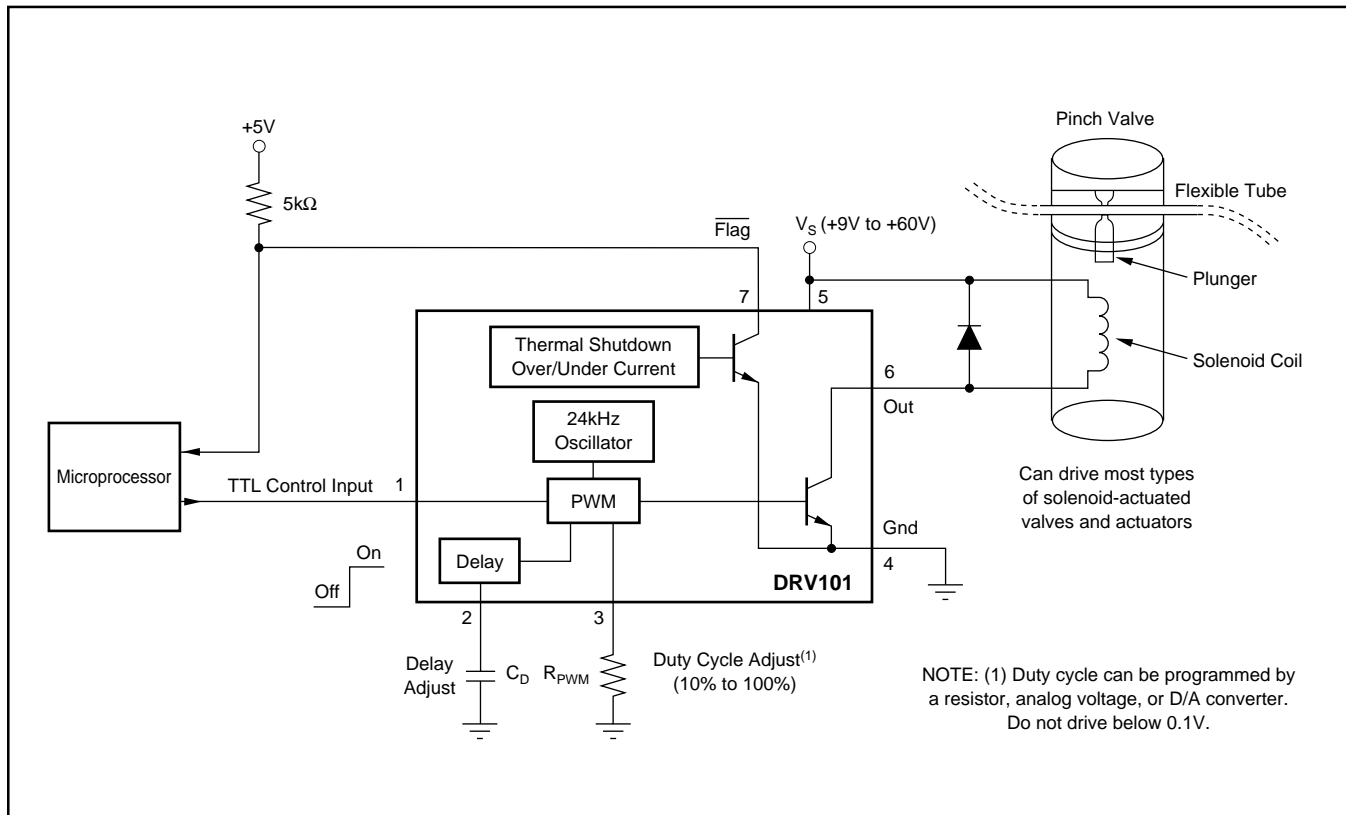 +5V
5kΩ
Flag
V_S (+9V to +60V)
Pinch Valve
Flexible Tube
Plunger
Solenoid Coil
7
5
Thermal Shutdown
Over/Under Current
6
Out
24kHz
Oscillator
Microprocessor
TTL Control Input
1
PWM
Can drive most types
of solenoid-actuated
valves and actuators
On
Off
Delay
Gnd
4
DRV101
2
3
Delay
Adjust
C_D
R_PWM
Duty Cycle Adjust(1)
(10% to 100%)
NOTE: (1) Duty cycle can be programmed by
a resistor, analog voltage, or D/A converter.
Do not drive below 0.1V.